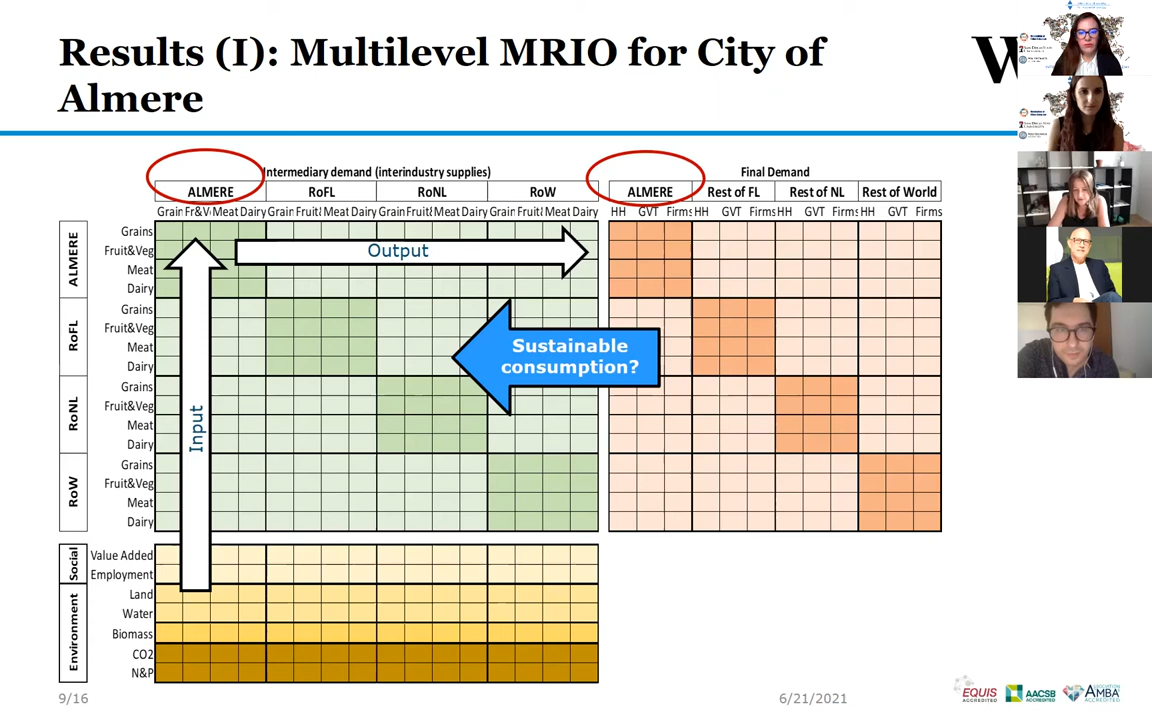 Results (I): Multilevel MRIO for City of
Almere
W
Intermediary demand (interindustry supplies)
Final Demand
ALMERE RoFL RoNL RoW ALMERE Rest of FL Rest of NL Rest of World
Grain Fr&V Meat Dairy Grain Fruit& Meat Dairy Grain Fruit& Meat Dairy Grain Fruit& Meat Dairy HH GVT Firms HH GVT Firms HH GVT Firms HH GVT Firms
ALMERE
Grains
Fruit&Veg
Meat
Dairy
Output
RoFL
Grains
Fruit&Veg
Meat
Dairy
Sustainable
consumption?
RoNL
Grains
Fruit&Veg
Meat
Dairy
Input
RoW
Grains
Fruit&Veg
Meat
Dairy
Social
Value Added
Employment
Environment
Land
Water
Biomass
CO2
N&P
9/16
6/21/2021
EQUIS
ACCREDITED
AACSB
ACCREDITED
AMBA
ACCREDITED